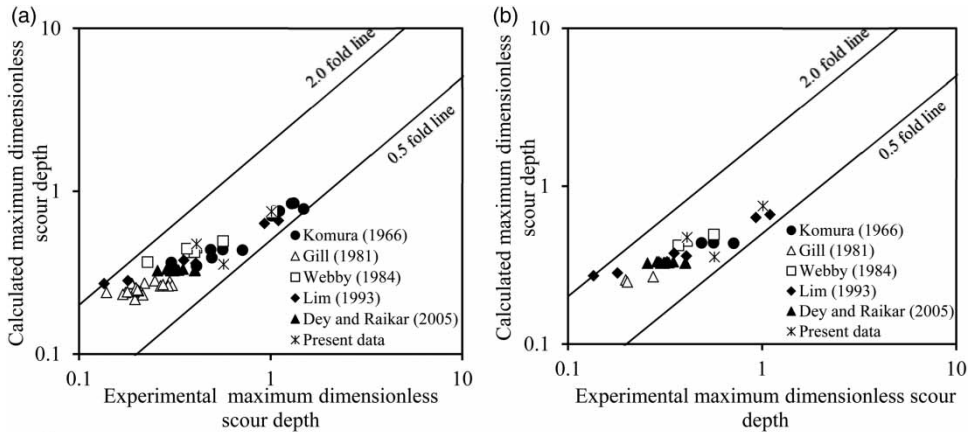 (a)
10
1
0.1
Calculated maximum dimensionless
scour depth
2.0 fold line
0.5 fold line
Komura (1966)
Gill (1981)
Webby (1984)
Lim (1993)
Dey and Raikar (2005)
Present data
0.1
1
10
Experimental maximum dimensionless
scour depth
(b)
10
1
0.1
Calculated maximum dimensionless
scour depth
2.0 fold line
0.5 fold line
Komura (1966)
Gill (1981)
Webby (1984)
Lim (1993)
Dey and Raikar (2005)
Present data
0.1
1
10
Experimental maximum dimensionless scour
depth